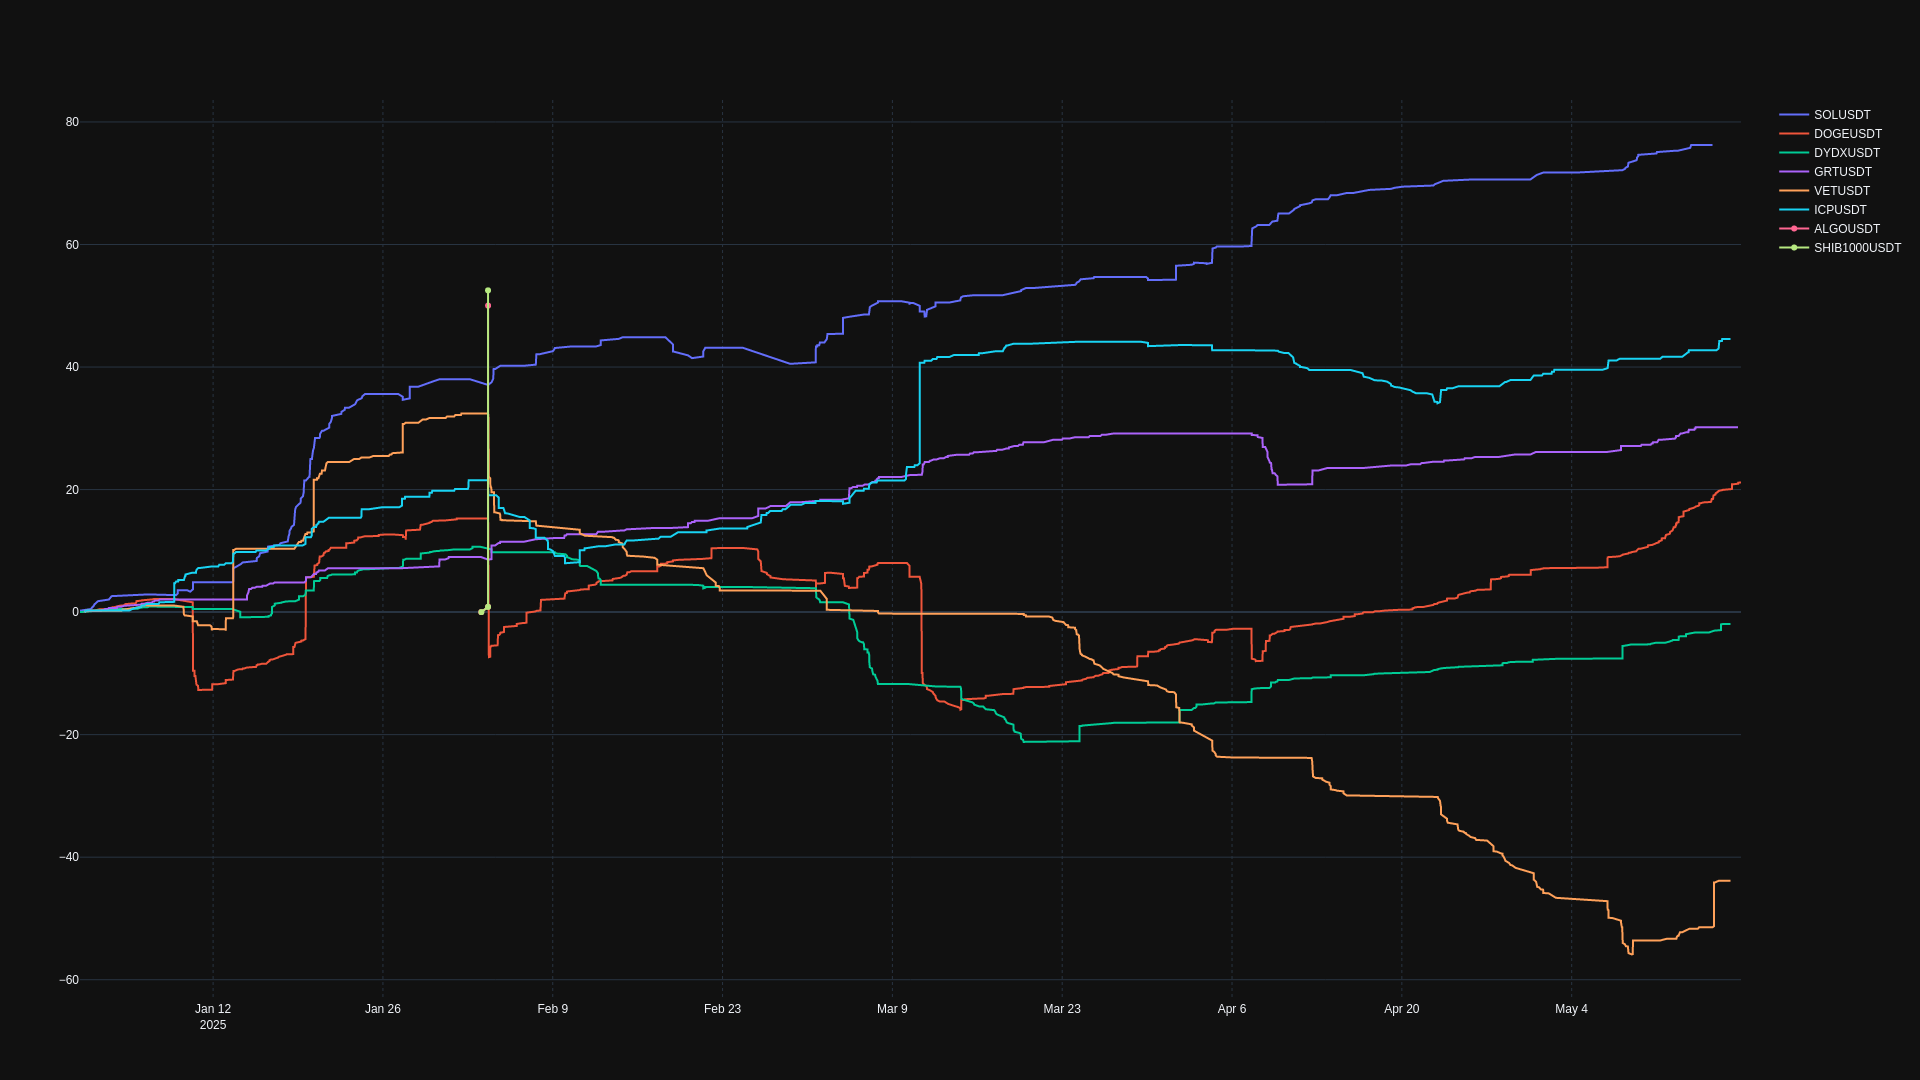 80
60
40
20
0
−20
−40
−60
Jan 12
2025
Jan 26
Feb 9
Feb 23
Mar 9
Mar 23
Apr 6
Apr 20
May 4
SOLUSDT
DOGEUSDT
DYDXUSDT
GRTUSDT
VETUSDT
ICPUSDT
ALGOUSDT
SHIB1000USDT